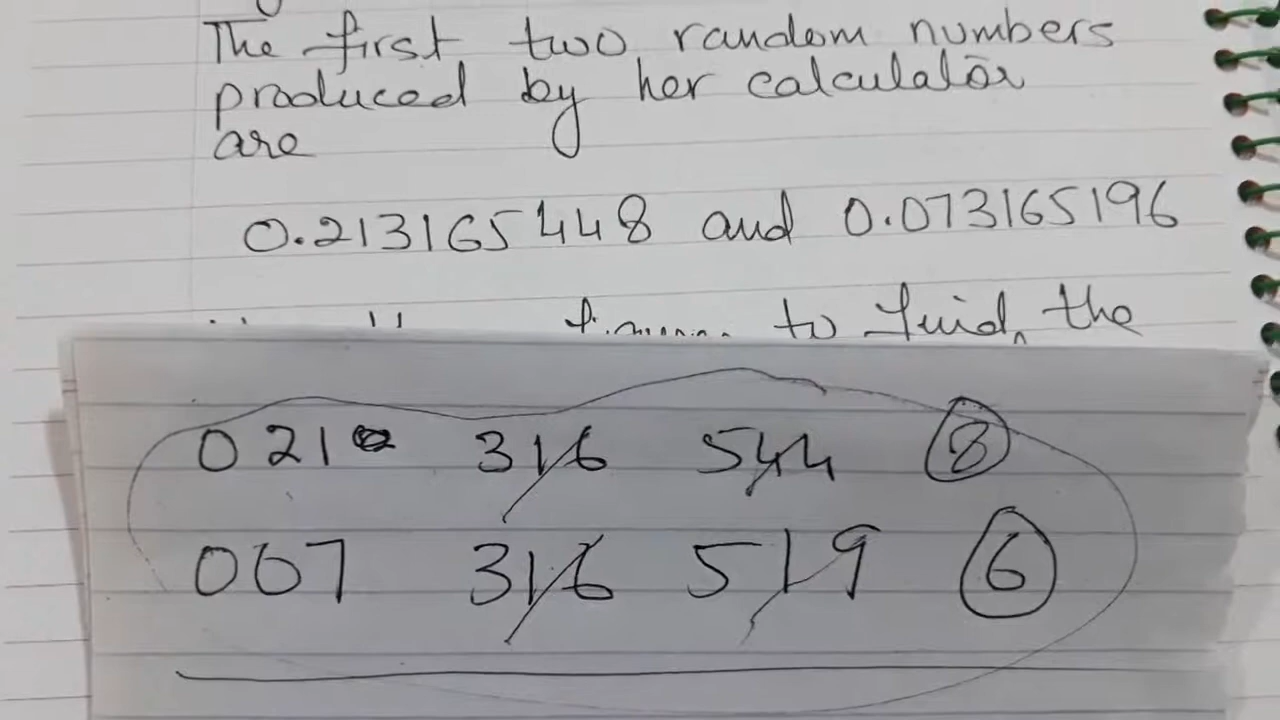 The first two random numbers
produced by her calculator
are
0.213165448 and 0.073165196
to find, the
021 316 544 8
007 316 519 6